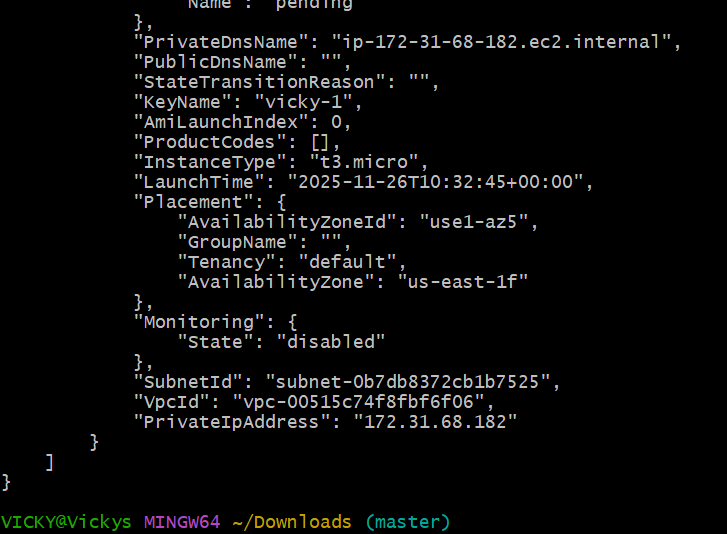 "Name": "pending"
},
"PrivateDnsName": "ip-172-31-68-182.ec2.internal",
"PublicDnsName": "",
"StateTransitionReason": "",
"KeyName": "vicky-1",
"AmiLaunchIndex": 0,
"ProductCodes": [],
"InstanceType": "t3.micro",
"LaunchTime": "2025-11-26T10:32:45+00:00",
"Placement": {
"AvailabilityZoneId": "use1-az5",
"GroupName": "",
"Tenancy": "default",
"AvailabilityZone": "us-east-1f"
},
"Monitoring": {
"State": "disabled"
},
"SubnetId": "subnet-0b7db8372cb1b7525",
"VpcId": "vpc-00515c74f8fbf6f06",
"PrivateIpAddress": "172.31.68.182"
}
]
}
VICKY@Vickys MINGW64 ~/Downloads (master)